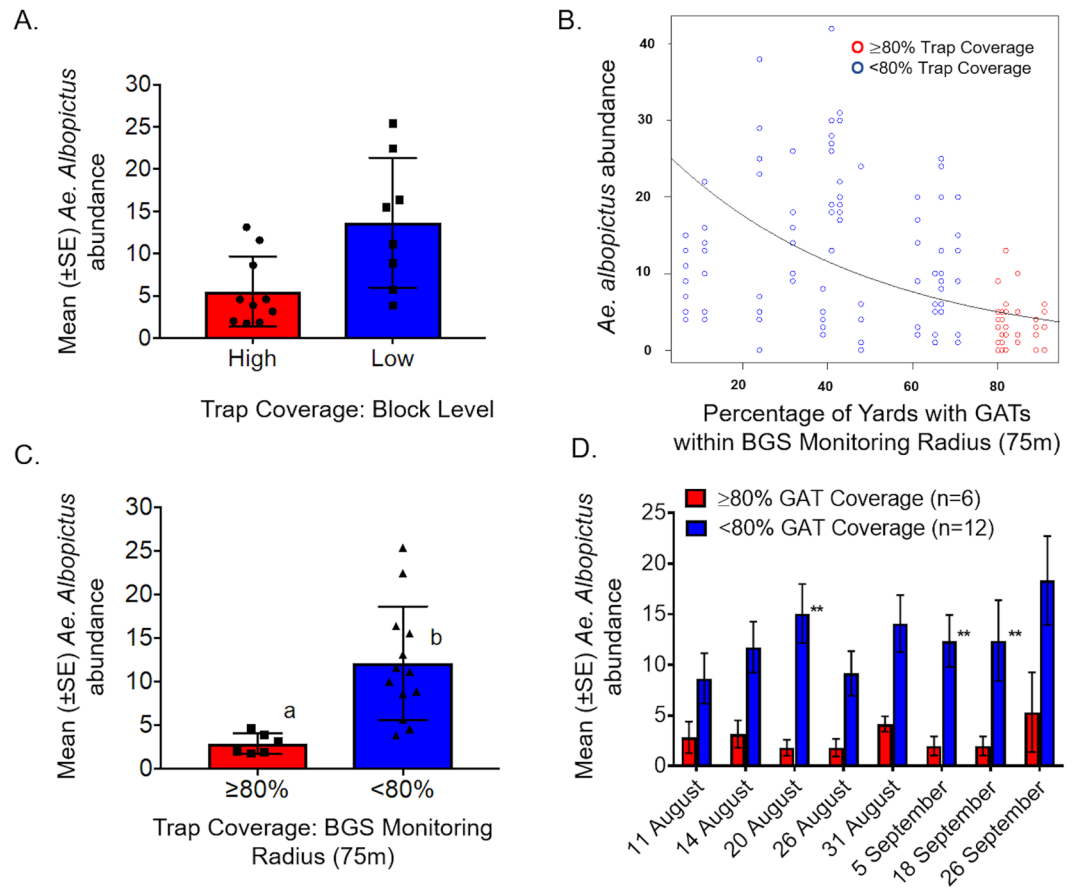 A.
Mean (±SE) Ae. Albopictus
abundance
30
25
20
15
10
5
0
High
Low
Trap Coverage: Block Level
B.
Ae. albopictus abundance
40
30
20
10
0
≥80% Trap Coverage
<80% Trap Coverage
20
40
60
80
Percentage of Yards with GATs
within BGS Monitoring Radius (75m)
C.
Mean (±SE) Ae. Albopictus
abundance
30
25
20
15
10
5
0
a
b
≥80%
<80%
Trap Coverage: BGS Monitoring
Radius (75m)
D.
≥80% GAT Coverage (n=6)
<80% GAT Coverage (n=12)
Mean (±SE) Ae. Albopictus
abundance
25
20
15
10
5
0
**
**
**
11 August
14 August
20 August
26 August
31 August
5 September
18 September
26 September